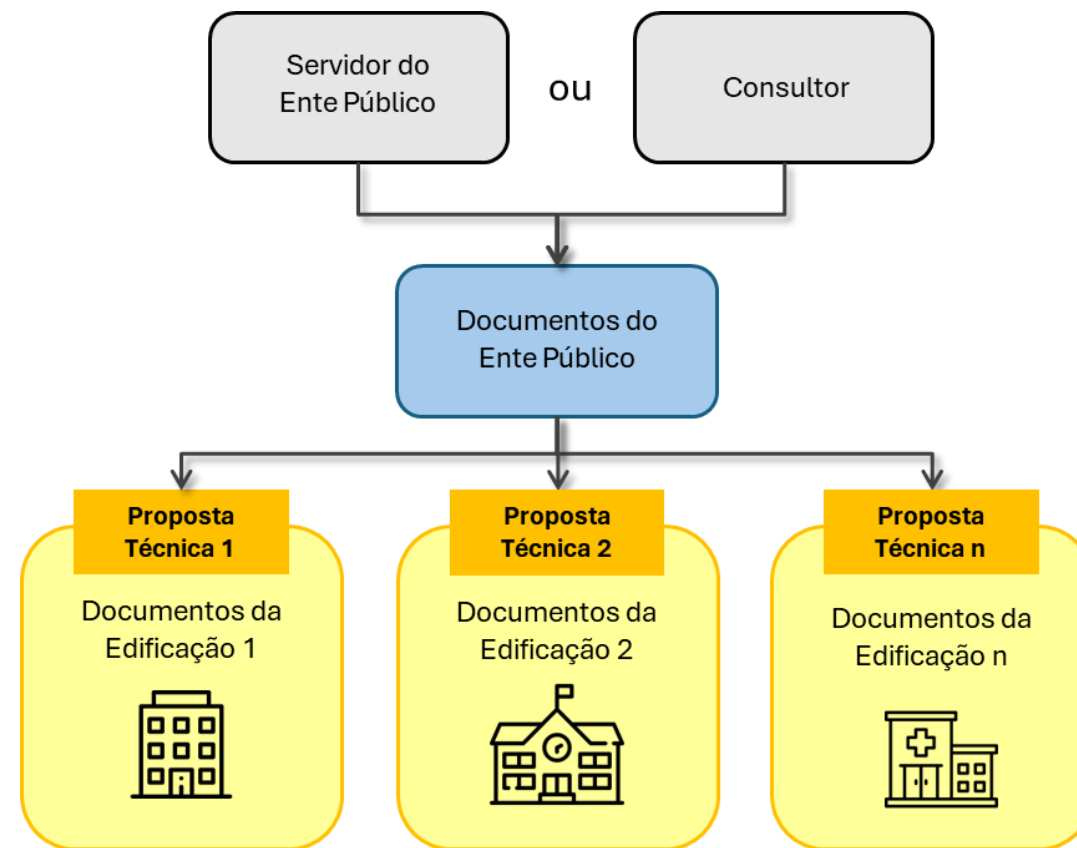 Servidor do
Ente Público
ou
Consultor
Documentos do
Ente Público
Proposta
Técnica 1
Documentos da
Edificação 1
Proposta
Técnica 2
Documentos da
Edificação 2
Proposta
Técnica n
Documentos da
Edificação n